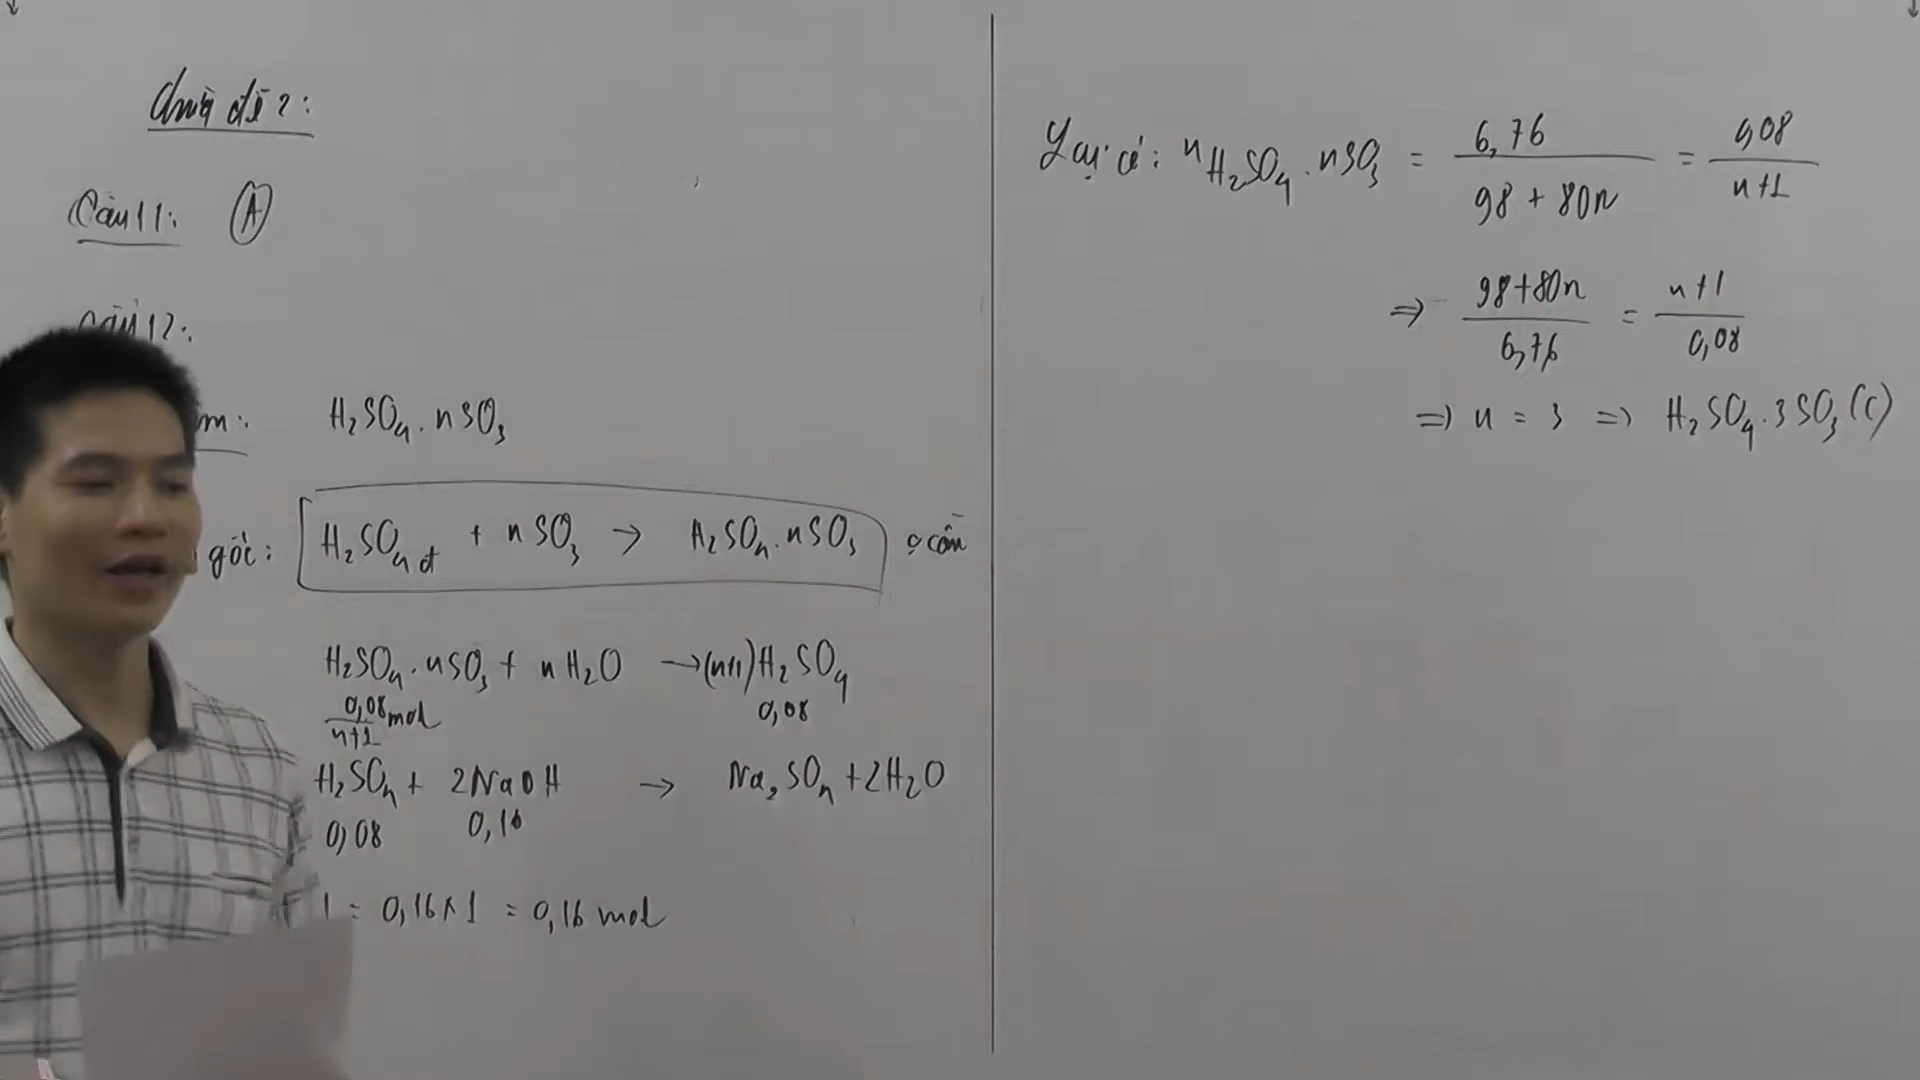 Chủ đề 2:
Câu 11: A
Câu 12:
m: H₂SO₄.nSO₃
gốc: H₂SO₄ đ + nSO₃ → H₂SO₄.nSO₃
H₂SO₄.nSO₃ + nH₂O → (n+1)H₂SO₄
0,08/n+1 mol 0,08
H₂SO₄ + 2NaOH → Na₂SO₄ + 2H₂O
0,08 0,16
= 0,16 x 1 = 0,16 mol
Lại có: nH₂SO₄.nSO₃ = 6,76/98 + 80n = 0,08/n+1
=> 98+80n/6,76 = n+1/0,08
=> n = 3 => H₂SO₄.3SO₃ (C)